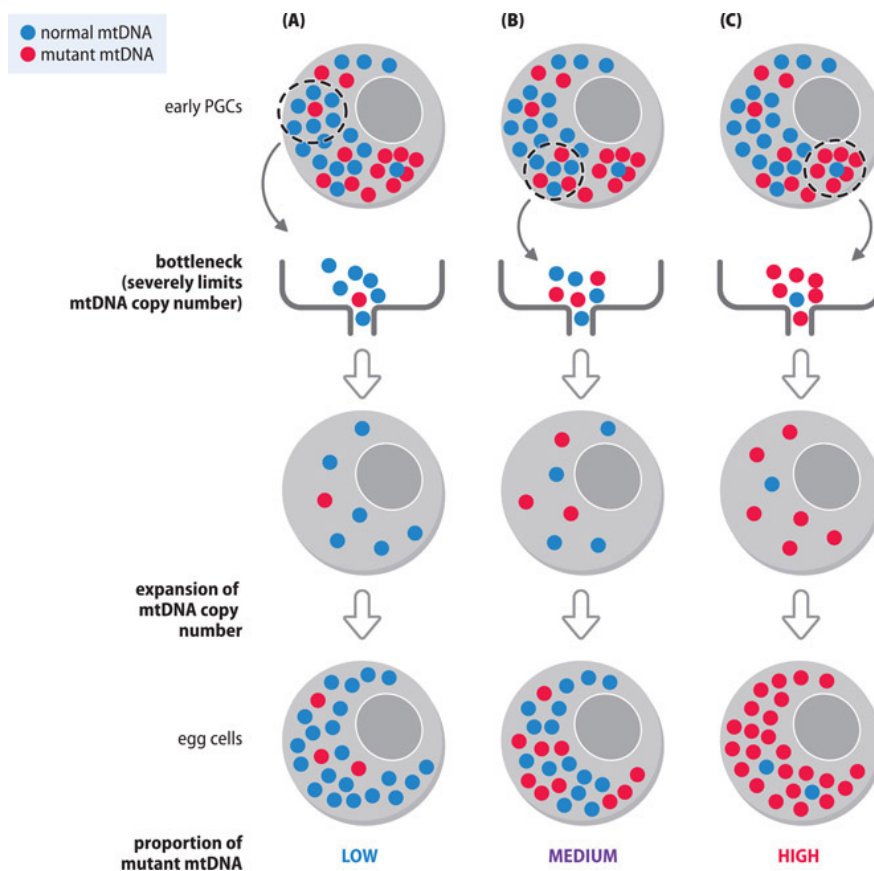 normal mtDNA
mutant mtDNA
(A)
(B)
(C)
early PGCs
bottleneck
(severely limits
mtDNA copy number)
expansion of
mtDNA copy
number
egg cells
proportion of
mutant mtDNA
LOW
MEDIUM
HIGH